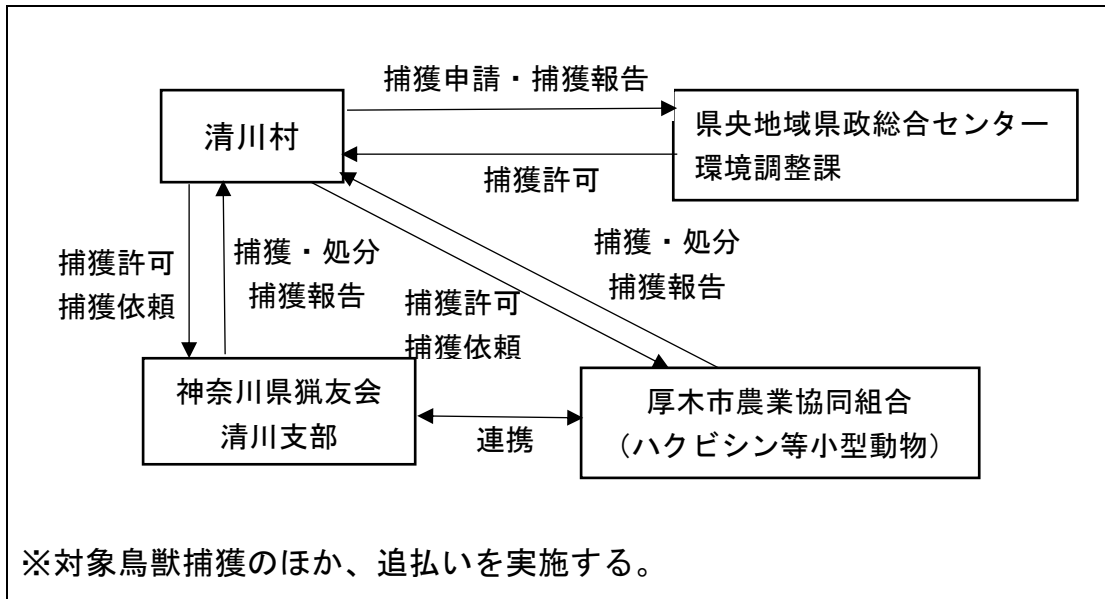 捕獲申請・捕獲報告
清川村
県央地域県政総合センター
環境調整課
捕獲許可
捕獲許可
捕獲依頼
捕獲・処分
捕獲報告
捕獲許可
捕獲依頼
捕獲・処分
捕獲報告
神奈川県猟友会
清川支部
連携
厚木市農業協同組合
（ハクビシン等小型動物）
※対象鳥獣捕獲のほか、追払いを実施する。